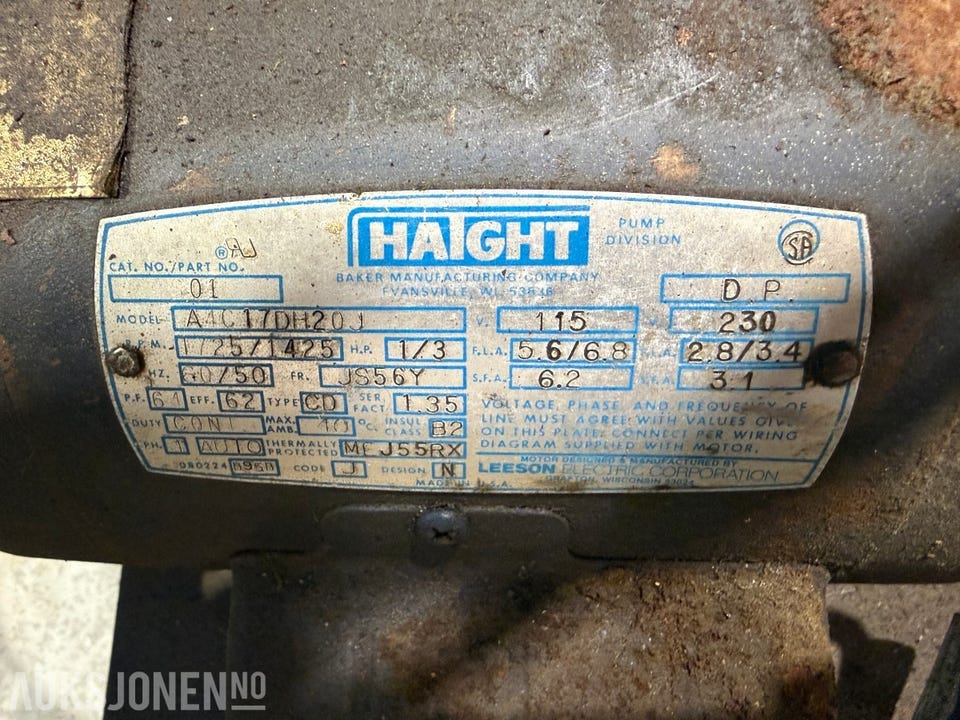 HAIGHT PUMP DIVISION SA
BAKER MANUFACTURING COMPANY
EVANSVILLE, WI.
CAT. NO./PART NO.
01 D.P.
MODEL A4C17DH20J V. 115 230
R.P.M. 1725/1425 H.P. 1/3 F.L.A. 5.6/6.8 F.L.A. 2.8/3.4
HZ. 60/50 FR. JS56Y S.F.A. 6.2 S.F.A. 3.1
P.F. 61 EFF. 62 TYPE CD SER FACT. 1.35
DUTY CONT MAX. AMB. 40 °C INSUL CLASS B2
PH 1 AUTO THERMALLY PROTECTED MEJ55RX
080224 CODE J DESIGN N
MADE IN U.S.A.
VOLTAGE, PHASE AND FREQUENCY OF
LINE MUST AGREE WITH VALUES GIVEN
ON THIS PLATE. CONNECT PER WIRING
DIAGRAM SUPPLIED WITH MOTOR.
MOTOR DESIGNED & MANUFACTURED BY
LEESON ELECTRIC CORPORATION
GRAFTON, WISCONSIN 53024
AUKSJONEN.NO